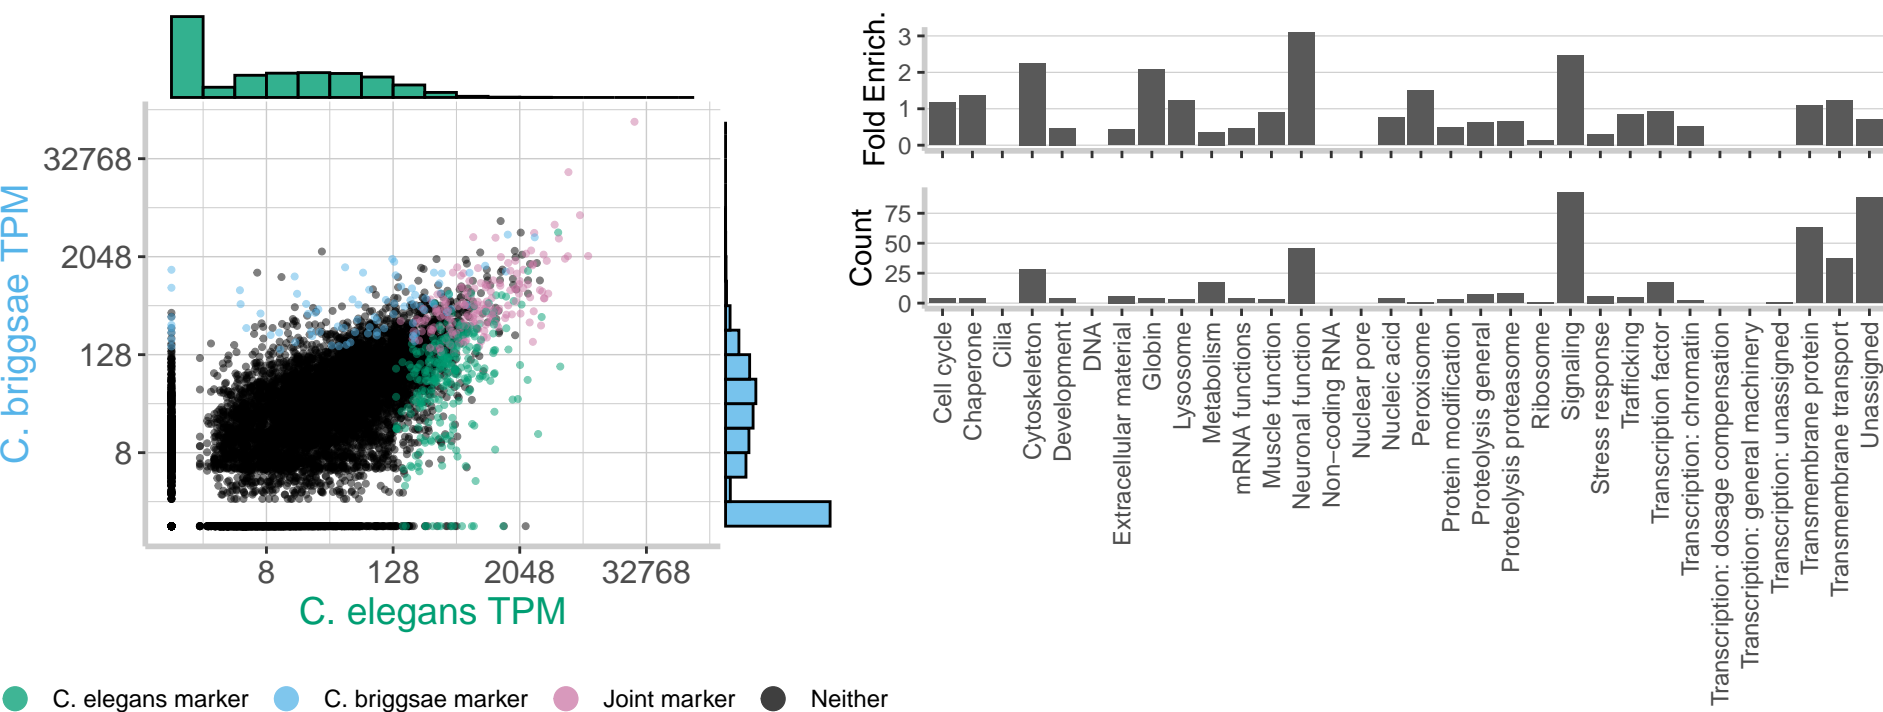 32768
2048
128
8
C. briggsae TPM
8
128
2048
32768
C. elegans TPM
C. elegans marker
C. briggsae marker
Joint marker
Neither
Fold Enrich.
3
2
1
0
Count
75
50
25
0
Cell cycle
Chaperone
Cilia
Cytoskeleton
Development
DNA
Extracellular material
Globin
Lysosome
Metabolism
mRNA functions
Muscle function
Neuronal function
Non−coding RNA
Nuclear pore
Nucleic acid
Peroxisome
Protein modification
Proteolysis general
Proteolysis proteasome
Ribosome
Signaling
Stress response
Trafficking
Transcription factor
Transcription: chromatin
Transcription: dosage compensation
Transcription: general machinery
Transcription: unassigned
Transmembrane protein
Transmembrane transport
Unassigned